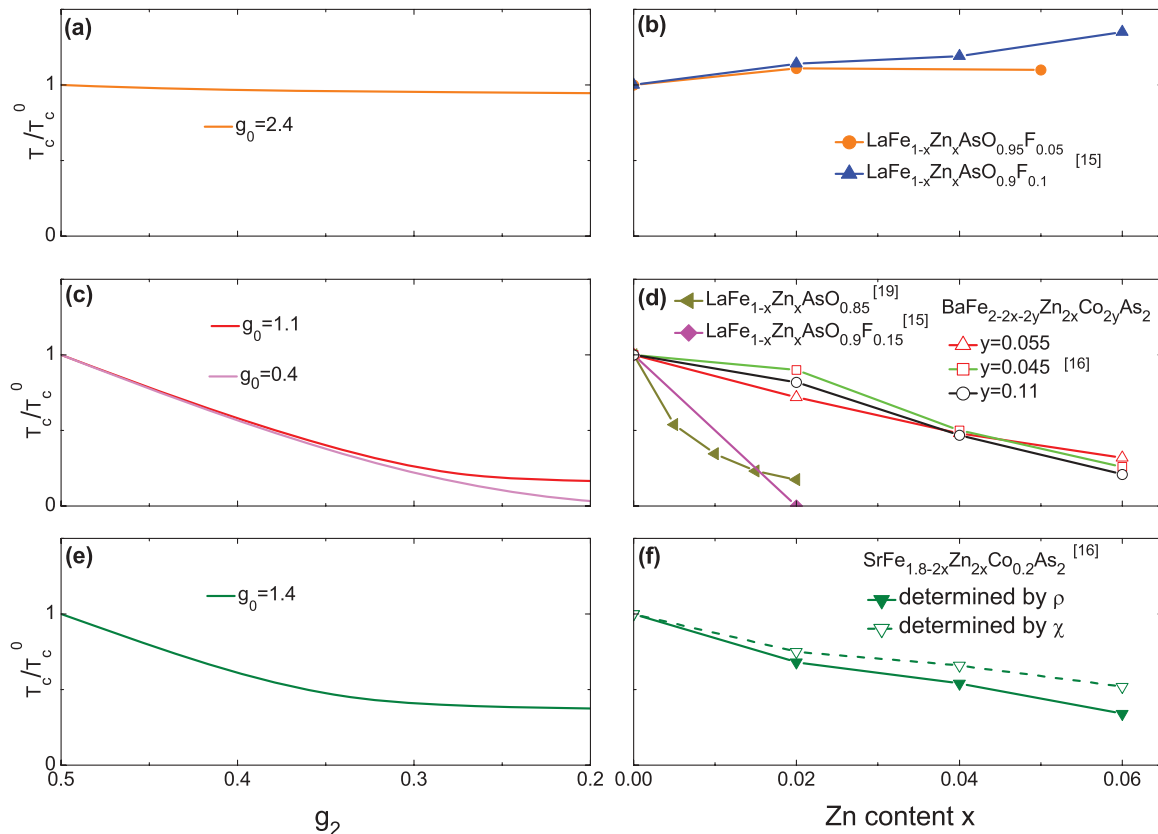 (a)
T_c/T_c^0
1
0
g_0=2.4
(b)
LaFe_{1-x}Zn_xAsO_{0.95}F_{0.05}
LaFe_{1-x}Zn_xAsO_{0.9}F_{0.1} [15]
(c)
T_c/T_c^0
1
0
g_0=1.1
g_0=0.4
(d)
LaFe_{1-x}Zn_xAsO_{0.85} [19]
LaFe_{1-x}Zn_xAsO_{0.9}F_{0.15} [15]
BaFe_{2-2x-2y}Zn_{2x}Co_{2y}As_2
y=0.055
y=0.045 [16]
y=0.11
(e)
T_c/T_c^0
1
0
g_0=1.4
0.5 0.4 0.3 0.2
g_2
(f)
SrFe_{1.8-2x}Zn_{2x}Co_{0.2}As_2 [16]
determined by ρ
determined by χ
0.00 0.02 0.04 0.06
Zn content x